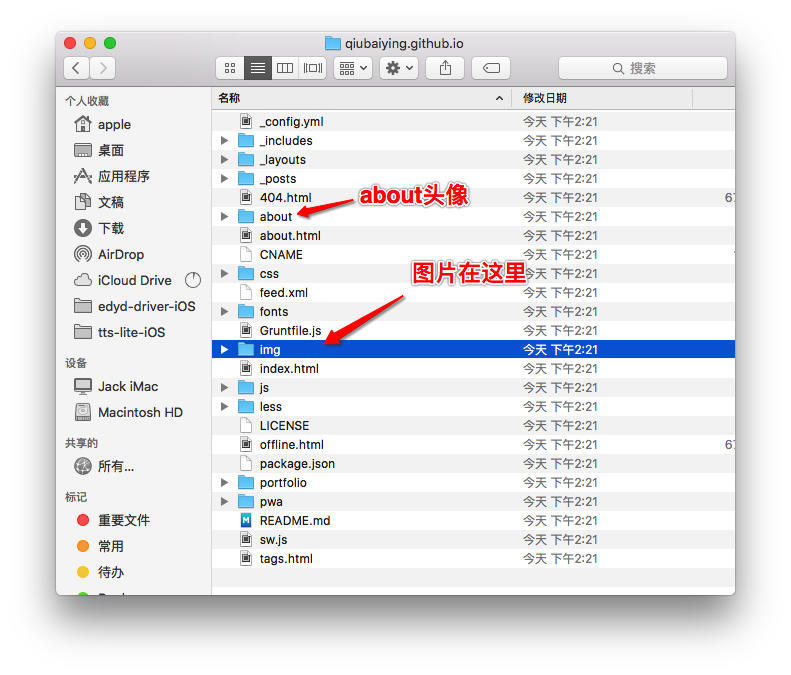 qiubaiying.github.io
搜索
个人收藏
apple
桌面
应用程序
文稿
下载
AirDrop
iCloud Drive
edyd-driver-iOS
tts-lite-iOS
设备
Jack iMac
Macintosh HD
共享的
所有...
标记
重要文件
常用
待办
名称 修改日期
_config.yml 今天 下午2:21
_includes 今天 下午2:21
_layouts 今天 下午2:21
_posts 今天 下午2:21
404.html 今天 下午2:21 67
about 今天 下午2:21
about.html 今天 下午2:21
CNAME 今天 下午2:21
css 今天 下午2:21
feed.xml 今天 下午2:21
fonts 今天 下午2:21
Gruntfile.js 今天 下午2:21
img 今天 下午2:21
index.html 今天 下午2:21
js 今天 下午2:21
less 今天 下午2:21
LICENSE 今天 下午2:21
offline.html 今天 下午2:21 67
package.json 今天 下午2:21
portfolio 今天 下午2:21
pwa 今天 下午2:21
README.md 今天 下午2:21
sw.js 今天 下午2:21
tags.html 今天 下午2:21
about头像
图片在这里